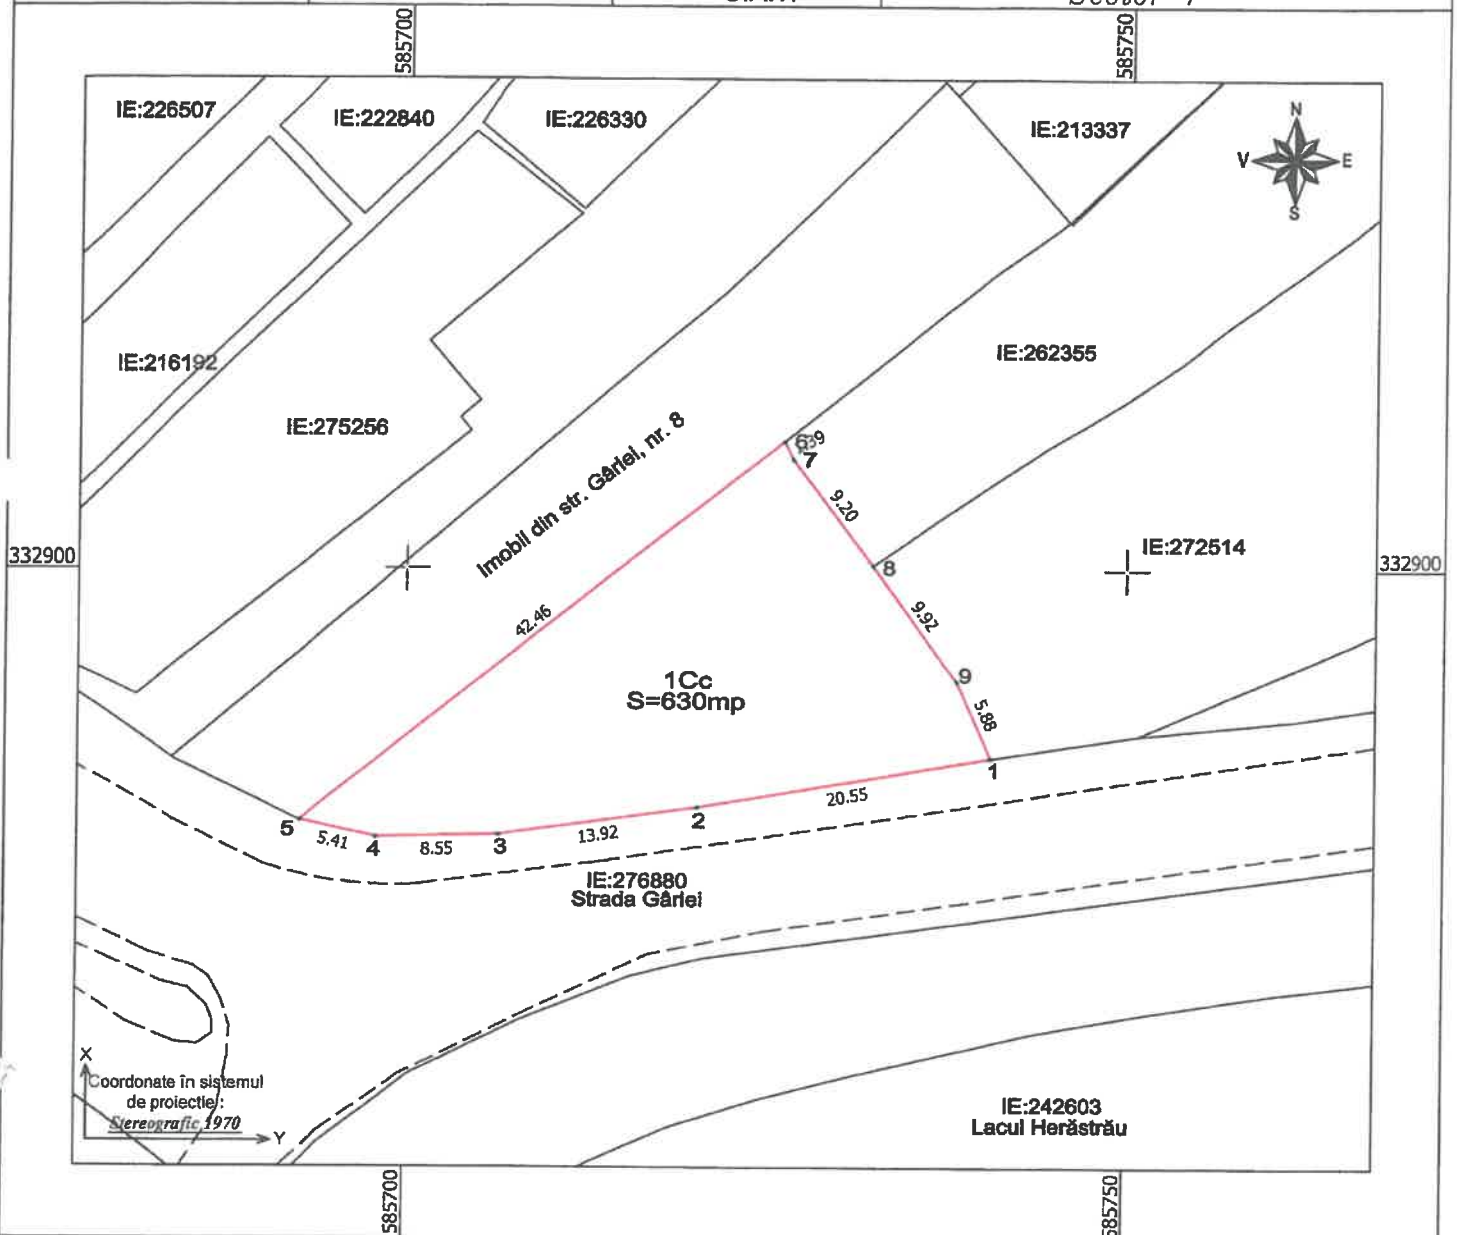 585700
585750
IE:226507
IE:222840
IE:226330
IE:213337
N
V
E
S
IE:216192
IE:275256
IE:262355
Imobil din str. Gârlei, nr. 8
6
7
9.20
332900
8
IE:272514
332900
42.46
9.92
9
1Cc
S=630mp
5.88
1
20.55
2
5
5.41
4
8.55
3
13.92
IE:276880
Strada Gârlei
X
Coordonate în sistemul
de proiectie:
Stereografic 1970
Y
IE:242603
Lacul Herăstrău
585700
585750